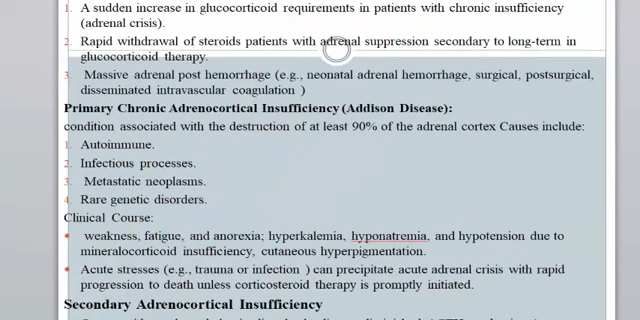 1. A sudden increase in glucocorticoid requirements in patients with chronic insufficiency
(adrenal crisis).
2. Rapid withdrawal of steroids patients with adrenal suppression secondary to long-term in
glucocorticoid therapy.
3. Massive adrenal post hemorrhage (e.g., neonatal adrenal hemorrhage, surgical, postsurgical,
disseminated intravascular coagulation )
Primary Chronic Adrenocortical Insufficiency (Addison Disease):
condition associated with the destruction of at least 90% of the adrenal cortex Causes include:
1. Autoimmune.
2. Infectious processes.
3. Metastatic neoplasms.
4. Rare genetic disorders.
Clinical Course:
• weakness, fatigue, and anorexia; hyperkalemia, hyponatremia, and hypotension due to
mineralocorticoid insufficiency, cutaneous hyperpigmentation.
• Acute stresses (e.g., trauma or infection ) can precipitate acute adrenal crisis with rapid
progression to death unless corticosteroid therapy is promptly initiated.
Secondary Adrenocortical Insufficiency